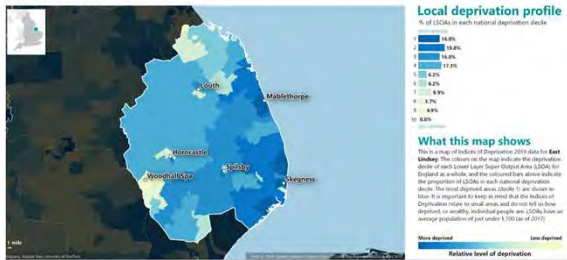 Local deprivation profile
% of LSOAs in each national deprivation decile
1 16.0%
2 19.8%
3 16.0%
4 17.3%
5 6.2%
6 6.2%
7 9.9%
8 3.7%
9 4.9%
10 0.0%
Louth
Mablethorpe
Horncastle
Spilsby
Woodhall Spa
Skegness
1 mile
What this map shows
This is a map of Indices of Deprivation 2019 data for East
Lindsey. The colours on the map indicate the deprivation
decile of each Lower Layer Super Output Area (LSOA) for
England as a whole, and the coloured bars above indicate
the proportion of LSOAs in each national deprivation
decile. The most deprived areas (decile 1) are shown in
blue. It is important to keep in mind that the Indices of
Deprivation relate to small areas and do not tell us how
deprived, or wealthy, individual people are. LSOAs have an
average population of just under 1,700 (as of 2017)
More deprived Less deprived
Relative level of deprivation